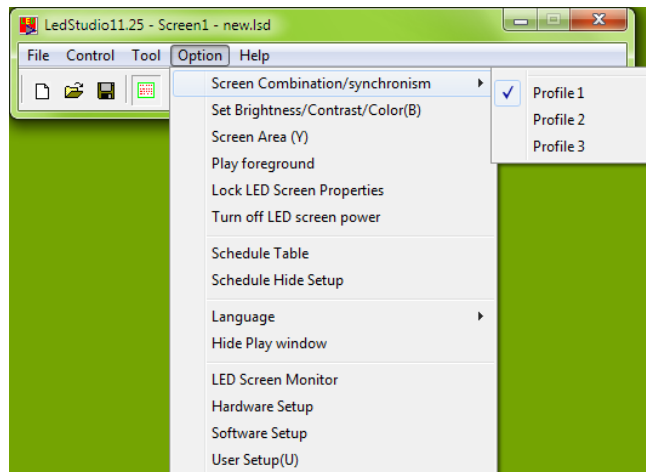 LedStudio11.25 - Screen1 - new.lsd
File Control Tool Option Help
Screen Combination/synchronism
Set Brightness/Contrast/Color(B)
Screen Area (Y)
Play foreground
Lock LED Screen Properties
Turn off LED screen power
Schedule Table
Schedule Hide Setup
Language
Hide Play window
LED Screen Monitor
Hardware Setup
Software Setup
User Setup(U)
Profile 1
Profile 2
Profile 3